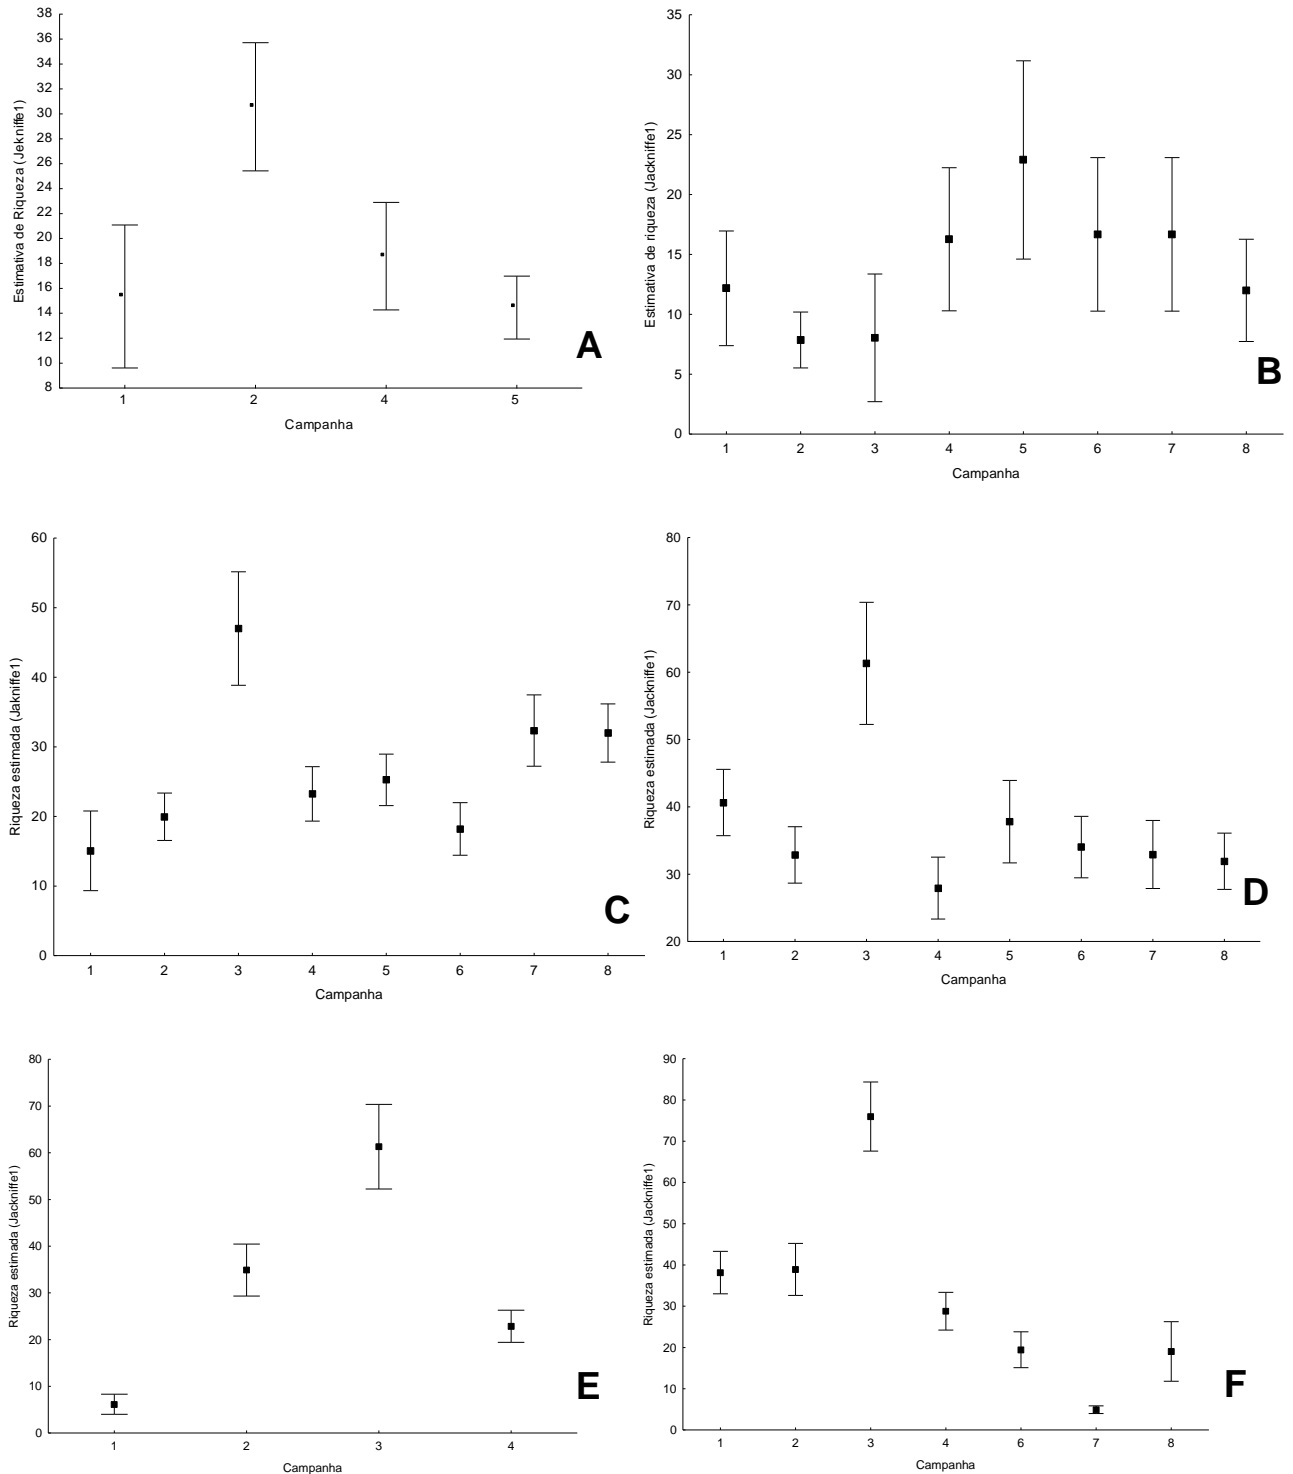 Estimativa de Riqueza (Jekniffe1)
38
36
34
32
30
28
26
24
22
20
18
16
14
12
10
8
1 2 4 5
Campanha
A
Estimativa de riqueza (Jackniffe1)
35
30
25
20
15
10
5
0
1 2 3 4 5 6 7 8
Campanha
B
Riqueza estimada (Jakniffe1)
60
50
40
30
20
10
0
1 2 3 4 5 6 7 8
Campanha
C
Riqueza estimada (Jackniffe1)
80
70
60
50
40
30
20
1 2 3 4 5 6 7 8
Campanha
D
Riqueza estimada (Jackniffe1)
80
70
60
50
40
30
20
10
0
1 2 3 4
Campanha
E
Riqueza estimada (Jackniffe1)
90
80
70
60
50
40
30
20
10
0
1 2 3 4 6 7 8
Campanha
F